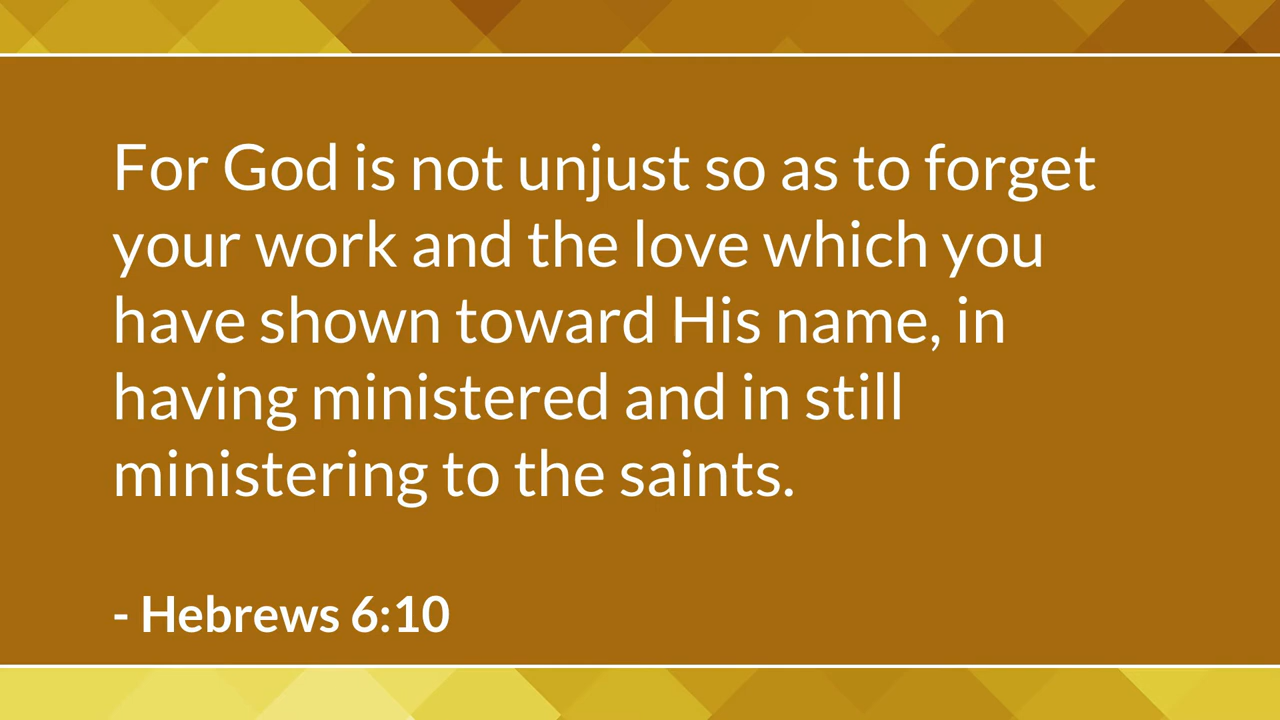 For God is not unjust so as to forget
your work and the love which you
have shown toward His name, in
having ministered and in still
ministering to the saints.
- Hebrews 6:10